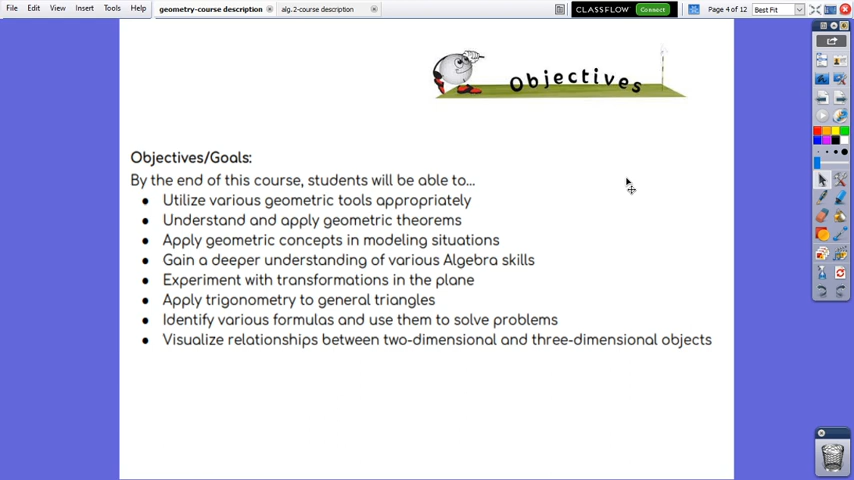 File Edit View Insert Tools Help
geometry-course description
alg.2-course description
CLASSFLOW Connect
Page 4 of 12
Best Fit
Objectives
Objectives/Goals:
By the end of this course, students will be able to...
● Utilize various geometric tools appropriately
● Understand and apply geometric theorems
● Apply geometric concepts in modeling situations
● Gain a deeper understanding of various Algebra skills
● Experiment with transformations in the plane
● Apply trigonometry to general triangles
● Identify various formulas and use them to solve problems
● Visualize relationships between two-dimensional and three-dimensional objects